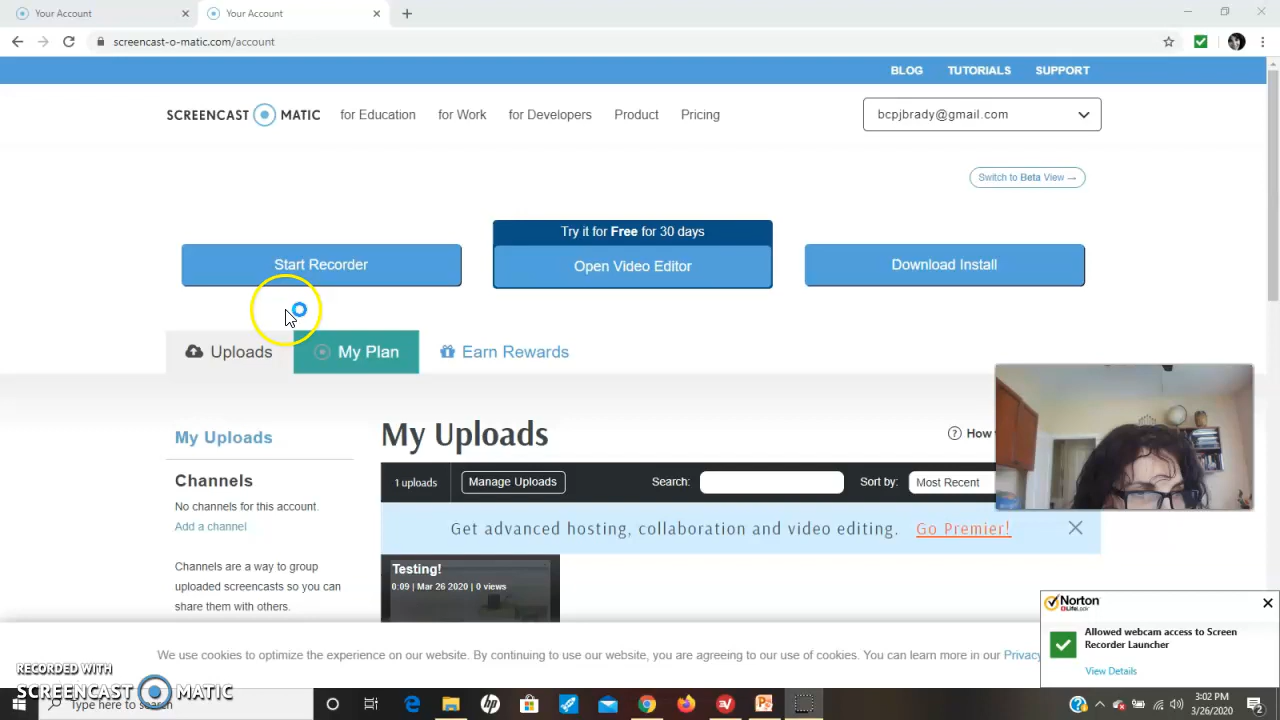 Your Account
Your Account
screencast-o-matic.com/account
BLOG TUTORIALS SUPPORT
SCREENCAST MATIC for Education for Work for Developers Product Pricing bcpjbrady@gmail.com
Switch to Beta View →
Try it for Free for 30 days
Start Recorder Open Video Editor Download Install
Uploads My Plan Earn Rewards
My Uploads
My Uploads
? How
Channels
1 uploads Manage Uploads Search: Sort by: Most Recent
No channels for this account.
Add a channel
Get advanced hosting, collaboration and video editing. Go Premier!
Channels are a way to group
uploaded screencasts so you can
share them with others.
Testing!
0:09 | Mar 26 2020 | 0 views
Norton
LifeLock
Allowed webcam access to Screen
Recorder Launcher
View Details
We use cookies to optimize the experience on our website. By continuing to use our website, you are agreeing to our use of cookies. You can learn more in our Privacy
RECORDED WITH
SCREENCAST MATIC
Type here to search
3:02 PM
3/26/2020
2